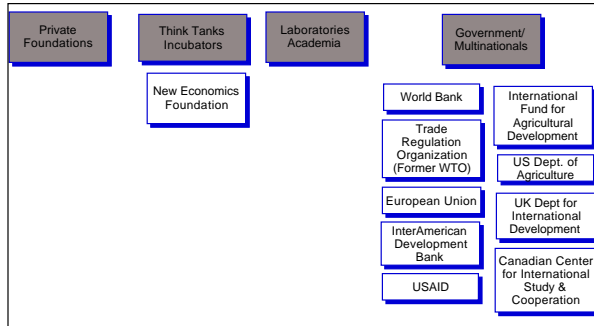 Private
Foundations
Think Tanks
Incubators
Laboratories
Academia
Government/
Multinationals
New Economics
Foundation
World Bank
Trade
Regulation
Organization
(Former WTO)
European Union
InterAmerican
Development
Bank
USAID
International
Fund for
Agricultural
Development
US Dept. of
Agriculture
UK Dept for
International
Development
Canadian Center
for International
Study &
Cooperation